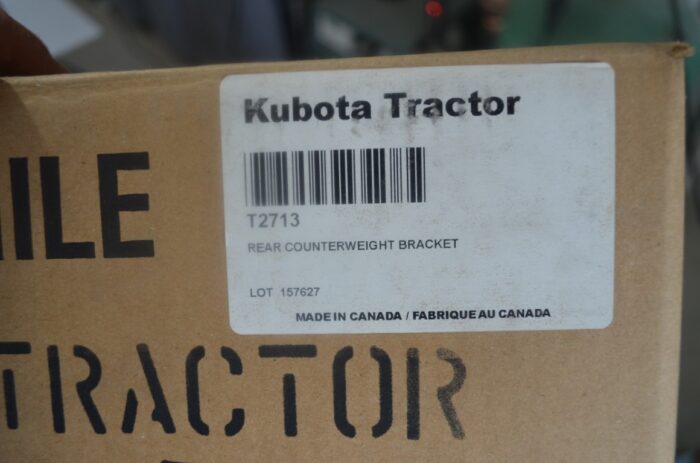 Kubota Tractor
T2713
REAR COUNTERWEIGHT BRACKET
LOT 157627
MADE IN CANADA / FABRIQUE AU CANADA
ILE
TRACTOR